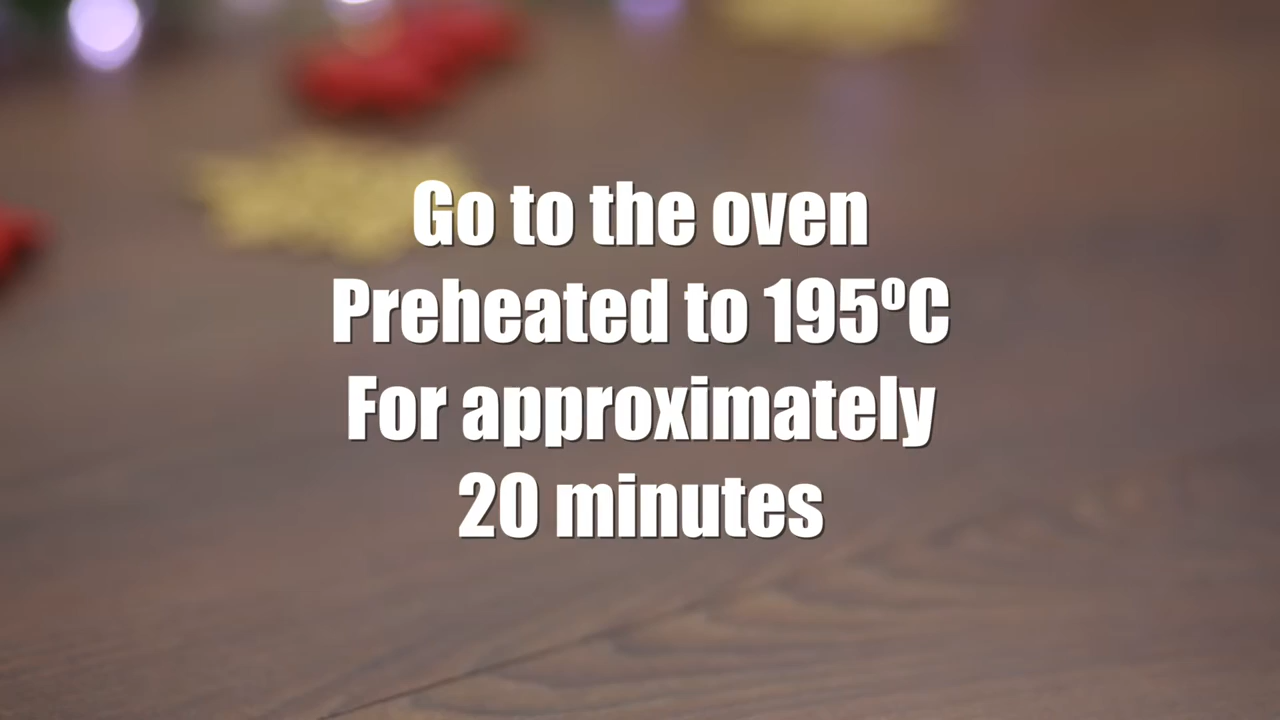 Go to the oven
Preheated to 195ºC
For approximately
20 minutes